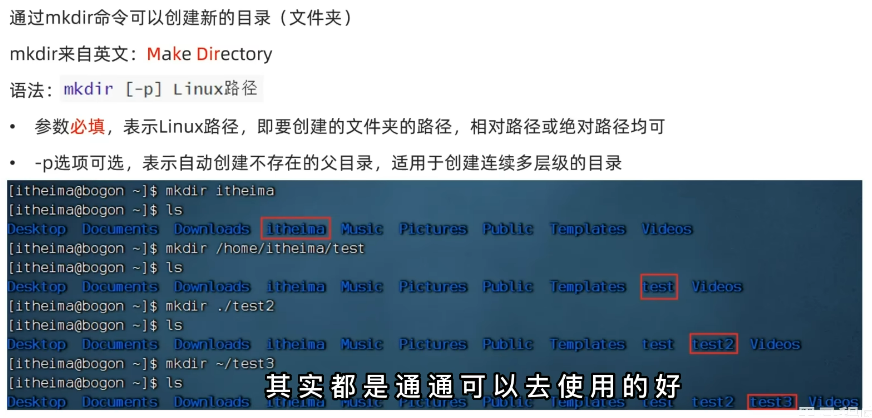 通过mkdir命令可以创建新的目录（文件夹）
mkdir来自英文：Make Directory
语法：mkdir [-p] Linux路径
• 参数必填，表示Linux路径，即要创建的文件夹的路径，相对路径或绝对路径均可
• -p选项可选，表示自动创建不存在的父目录，适用于创建连续多层级的目录
[itheima@bogon ~]$ mkdir itheima
[itheima@bogon ~]$ ls
Desktop Documents Downloads itheima Music Pictures Public Templates Videos
[itheima@bogon ~]$ mkdir /home/itheima/test
[itheima@bogon ~]$ ls
Desktop Documents Downloads itheima Music Pictures Public Templates test Videos
[itheima@bogon ~]$ mkdir ./test2
[itheima@bogon ~]$ ls
Desktop Documents Downloads itheima Music Pictures Public Templates test test2 Videos
[itheima@bogon ~]$ mkdir ~/test3
[itheima@bogon ~]$ ls
其实都是通通可以去使用的好
Desktop Documents Downloads itheima Music Pictures Public Templates test test2 test3 Videos